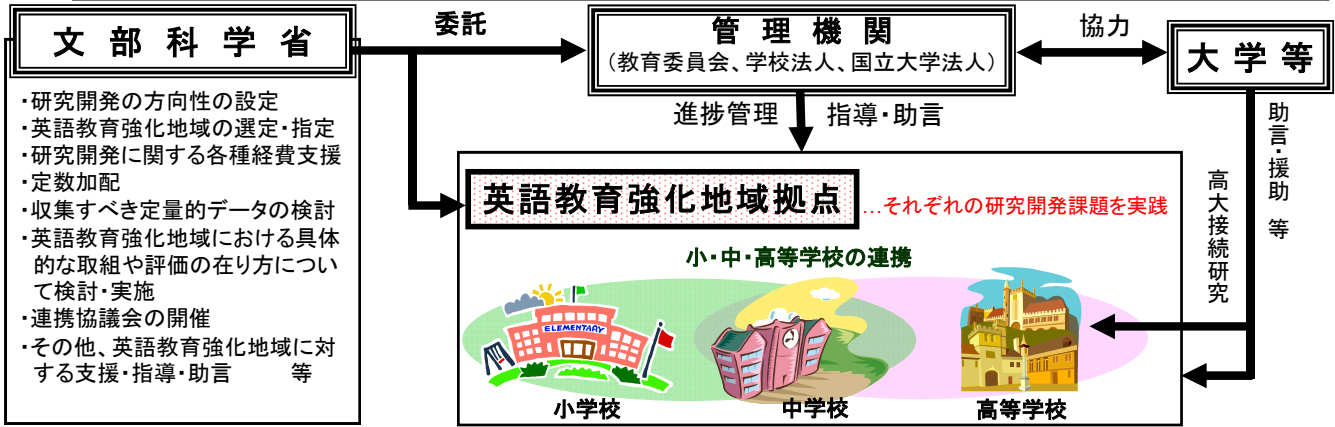 文部科学省
・研究開発の方向性の設定
・英語教育強化地域の選定・指定
・研究開発に関する各種経費支援
・定数加配
・収集すべき定量的データの検討
・英語教育強化地域における具体
的な取組や評価の在り方につい
て検討・実施
・連携協議会の開催
・その他、英語教育強化地域に対
する支援・指導・助言 等
委託
管理機関
（教育委員会、学校法人、国立大学法人）
協力
大学等
進捗管理 指導・助言
助言・援助 等
高大接続研究
英語教育強化地域拠点
…それぞれの研究開発課題を実践
小・中・高等学校の連携
ELEMENTARY
小学校
中学校
高等学校